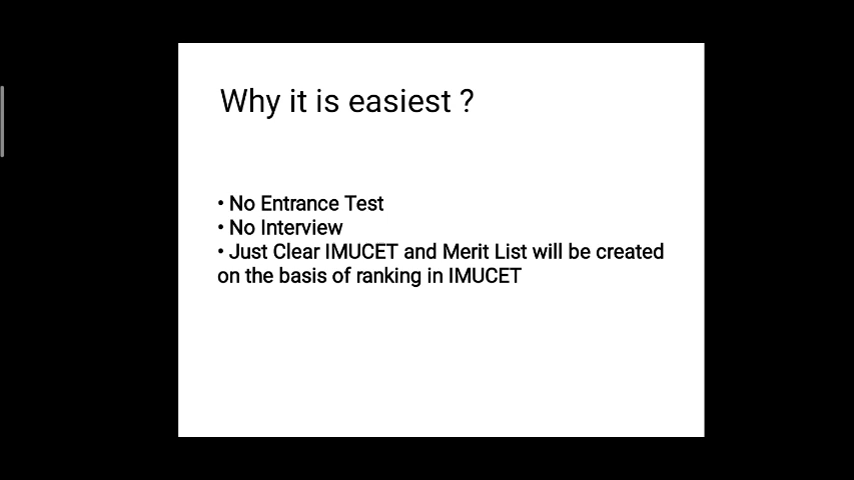 Why it is easiest ?
• No Entrance Test
• No Interview
• Just Clear IMUCET and Merit List will be created
on the basis of ranking in IMUCET